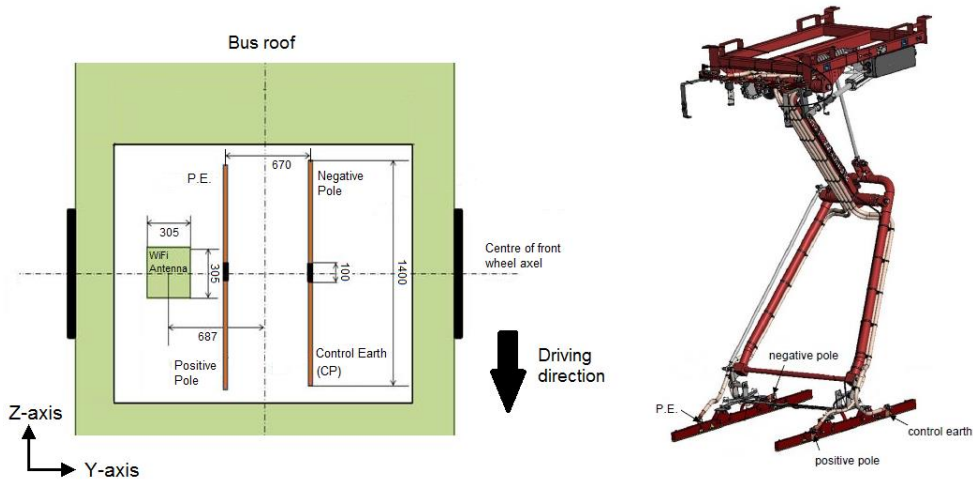 Bus roof
670
P.E.
Negative
Pole
305
WiFi
Antenna
305
100
1400
Centre of front
wheel axel
687
Positive
Pole
Control Earth
(CP)
Driving
direction
Z-axis
Y-axis
negative pole
P.E.
control earth
positive pole